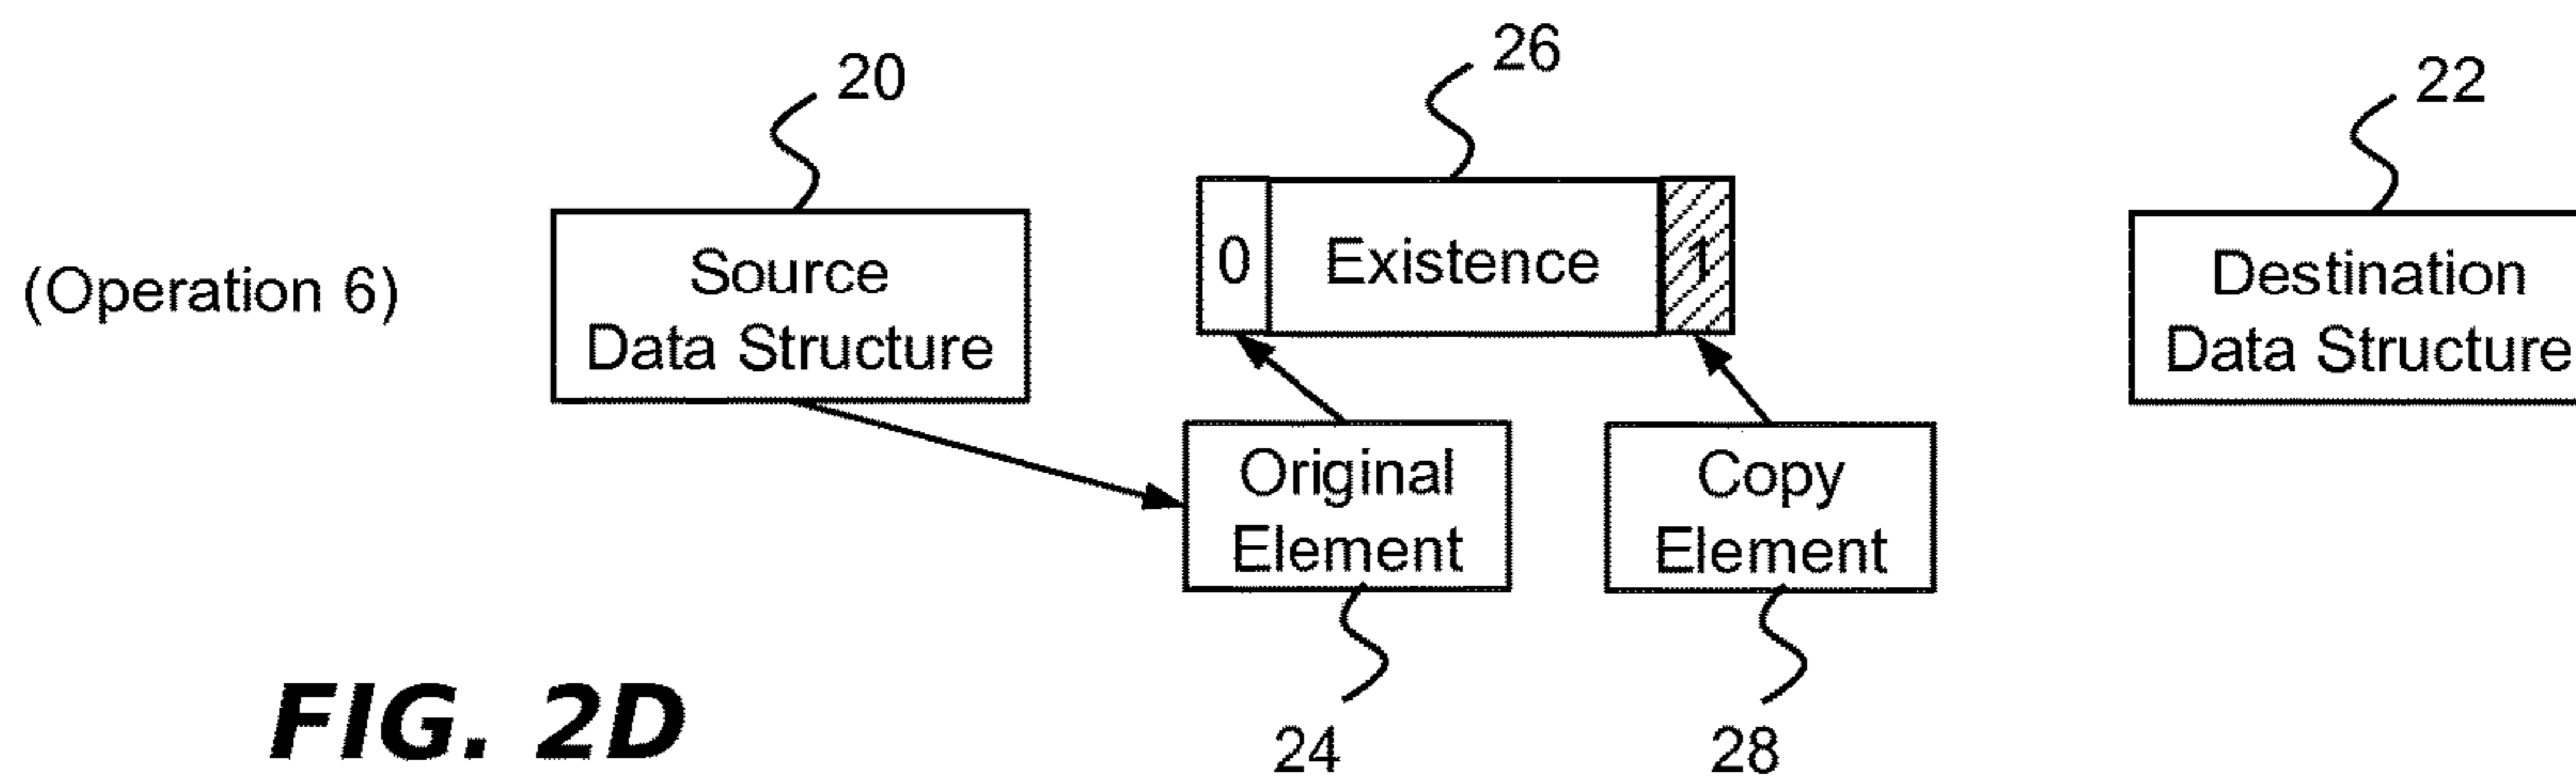 20
26
22
(Operation 6)
Source
Data Structure
0
Existence
1
Destination
Data Structure
Original
Element
Copy
Element
24
28
FIG. 2D